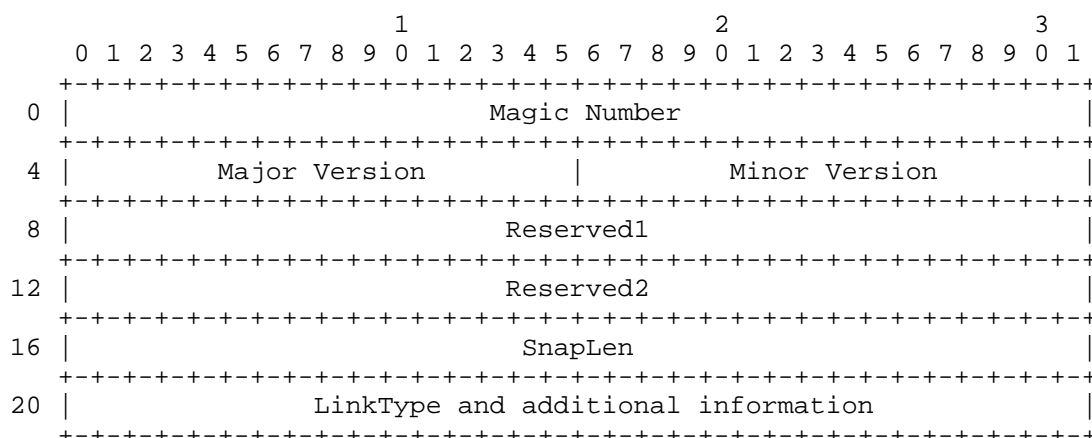 1                   2                   3
    0 1 2 3 4 5 6 7 8 9 0 1 2 3 4 5 6 7 8 9 0 1 2 3 4 5 6 7 8 9 0 1
   +-+-+-+-+-+-+-+-+-+-+-+-+-+-+-+-+-+-+-+-+-+-+-+-+-+-+-+-+-+-+-+-+
 0 |                          Magic Number                         |
   +-+-+-+-+-+-+-+-+-+-+-+-+-+-+-+-+-+-+-+-+-+-+-+-+-+-+-+-+-+-+-+-+
 4 |         Major Version         |         Minor Version         |
   +-+-+-+-+-+-+-+-+-+-+-+-+-+-+-+-+-+-+-+-+-+-+-+-+-+-+-+-+-+-+-+-+
 8 |                           Reserved1                           |
   +-+-+-+-+-+-+-+-+-+-+-+-+-+-+-+-+-+-+-+-+-+-+-+-+-+-+-+-+-+-+-+-+
12 |                           Reserved2                           |
   +-+-+-+-+-+-+-+-+-+-+-+-+-+-+-+-+-+-+-+-+-+-+-+-+-+-+-+-+-+-+-+-+
16 |                            SnapLen                            |
   +-+-+-+-+-+-+-+-+-+-+-+-+-+-+-+-+-+-+-+-+-+-+-+-+-+-+-+-+-+-+-+-+
20 |               LinkType and additional information             |
   +-+-+-+-+-+-+-+-+-+-+-+-+-+-+-+-+-+-+-+-+-+-+-+-+-+-+-+-+-+-+-+-+